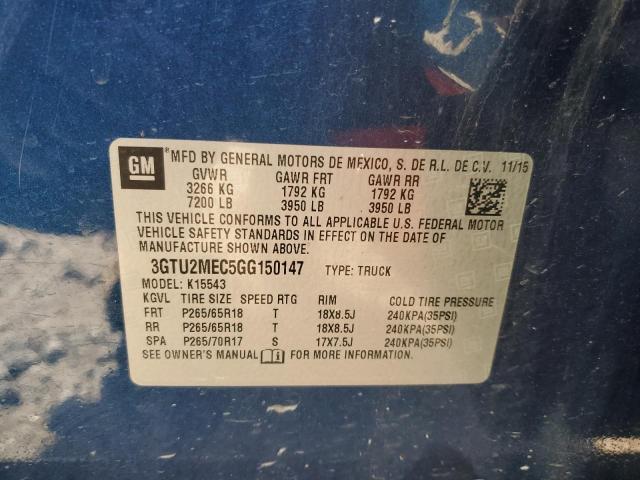 GM
® MFD BY GENERAL MOTORS DE MEXICO, S. DE R.L. DE C.V. 11/15
GVWR GAWR FRT GAWR RR
3266 KG 1792 KG 1792 KG
7200 LB 3950 LB 3950 LB
THIS VEHICLE CONFORMS TO ALL APPLICABLE U.S. FEDERAL MOTOR
VEHICLE SAFETY STANDARDS IN EFFECT ON THE DATE OF
MANUFACTURE SHOWN ABOVE.
3GTU2MEC5GG150147 TYPE: TRUCK
MODEL: K15543
KGVL TIRE SIZE SPEED RTG RIM COLD TIRE PRESSURE
FRT P265/65R18 T 18X8.5J 240KPA(35PSI)
RR P265/65R18 T 18X8.5J 240KPA(35PSI)
SPA P265/70R17 S 17X7.5J 240KPA(35PSI)
SEE OWNER'S MANUAL FOR MORE INFORMATION.